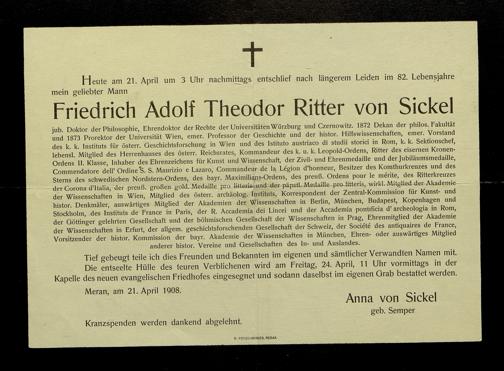 Heute am 21. April um 3 Uhr nachmittags entschlief nach längerem Leiden im 82. Lebensjahre
mein geliebter Mann
Friedrich Adolf Theodor Ritter von Sickel
jub. Doktor der Philosophie, Ehrendoktor der Rechte der Universitäten Würzburg und Czernowitz. 1872 Dekan der philos. Fakultät
und 1873 Prorektor der Universität Wien, emer. Professor der Geschichte und der histor. Hilfswissenschaften, emer. Vorstand
des k. k. Instituts für österr. Geschichtsforschung in Wien und des Istituto austriaco di studii storici in Rom, k. k. Sektionschef,
lebensl. Mitglied des Herrenhauses des österr. Reichsrates, Kommandeur des k. u. k. Leopold-Ordens, Ritter des eisernen Kronen-
Ordens II. Klasse, Inhaber des Ehrenzeichens für Kunst und Wissenschaft, der Zivil- und Ehrenmedaille und der Jubiläumsmedaille,
Commendatore dell' Ordine S. Maurizio e Lazaro, Commandeur de la Légion d'honneur, Besitzer des Komthurkreuzes und des
Sterns des schwedischen Nordstern-Ordens, des bayr. Maximilians-Ordens, des preuß. Ordens pour le mérite, des Ritterkreuzes
der Corona d'Italia, der preuß. großen gold. Medaille pro litteris und der päpstl. Medaille pro litteris, wirkl. Mitglied der Akademie
der Wissenschaften in Wien, Mitglied des österr. archäolog. Instituts, Korrespondent der Zentral-Kommission für Kunst- und
histor. Denkmäler, auswärtiges Mitglied der Akademien der Wissenschaften in Berlin, München, Budapest, Kopenhagen und
Stockholm, des Instituts de France in Paris, der R. Accademia dei Lincei und der Accademia pontificia d'archeologia in Rom,
der Göttinger gelehrten Gesellschaft und der böhmischen Gesellschaft der Wissenschaften in Prag, Ehrenmitglied der Akademie
der Wissenschaften in Erfurt, der allgem. geschichtsforschenden Gesellschaft der Schweiz, der Société des antiquaires de France,
Vorsitzender der histor. Kommission der bayr. Akademie der Wissenschaften in München, Ehren- oder auswärtiges Mitglied
anderer histor. Vereine und Gesellschaften des In- und Auslandes.
Tief gebeugt teile ich dies Freunden und Bekannten im eigenen und sämtlicher Verwandten Namen mit.
Die entseelte Hülle des teuren Verblichenen wird am Freitag, 24. April, 11 Uhr vormittags in der
Kapelle des neuen evangelischen Friedhofes eingesegnet und sodann daselbst im eigenen Grab bestattet werden.
Meran, am 21. April 1908.
Anna von Sickel
geb. Semper
Kranzspenden werden dankend abgelehnt.